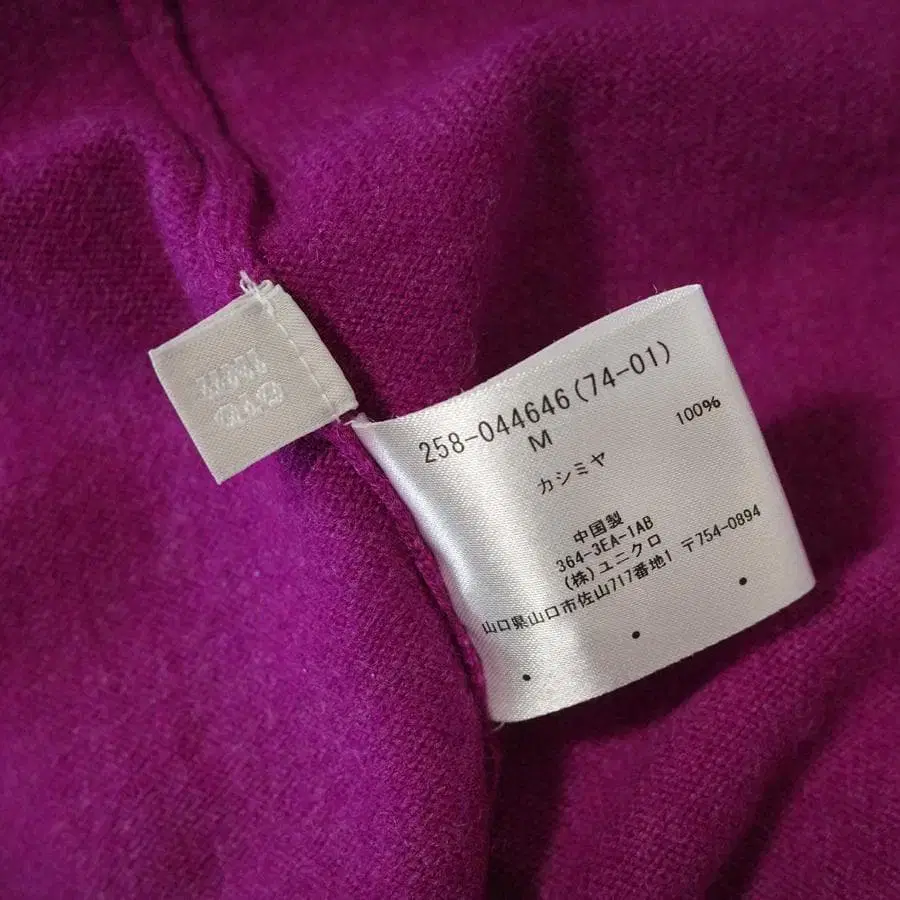 258-044646(74-01)
M
カシミヤ 100%
中国製
364-3EA-1AB
(株)ユニクロ
山口県山口市佐山717番地1 〒754-0894